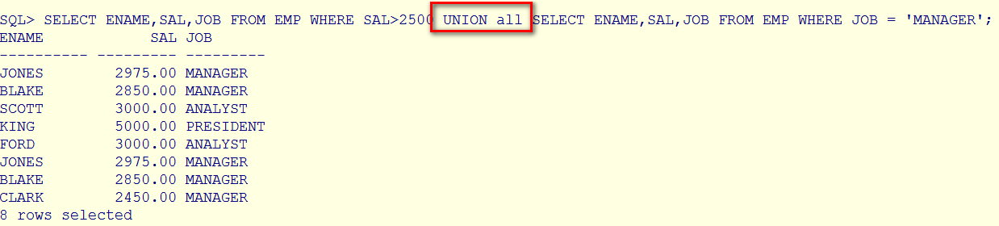 SQL> SELECT ENAME,SAL,JOB FROM EMP WHERE SAL>2500 UNION all SELECT ENAME,SAL,JOB FROM EMP WHERE JOB = 'MANAGER';
ENAME            SAL JOB
---------- --------- ---------
JONES        2975.00 MANAGER
BLAKE        2850.00 MANAGER
SCOTT        3000.00 ANALYST
KING         5000.00 PRESIDENT
FORD         3000.00 ANALYST
JONES        2975.00 MANAGER
BLAKE        2850.00 MANAGER
CLARK        2450.00 MANAGER
8 rows selected